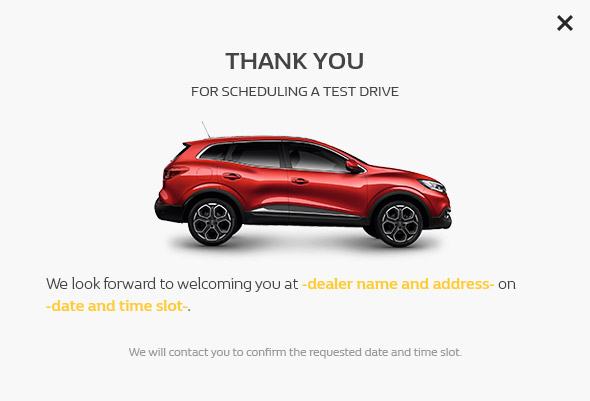 THANK YOU
FOR SCHEDULING A TEST DRIVE
We look forward to welcoming you at -dealer name and address- on
-date and time slot-.
We will contact you to confirm the requested date and time slot.